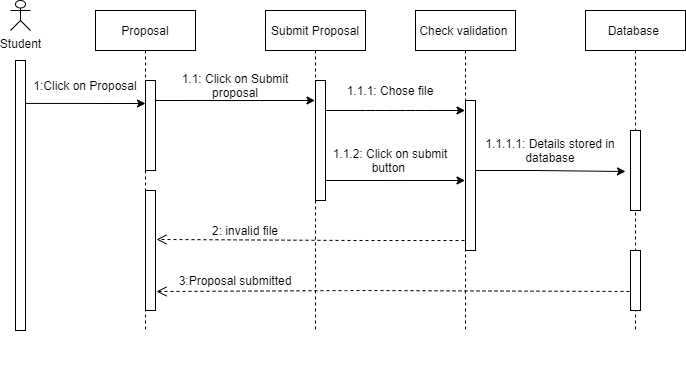 Student
Proposal
Submit Proposal
Check validation
Database
1:Click on Proposal
1.1: Click on Submit
proposal
1.1.1: Chose file
1.1.2: Click on submit
button
1.1.1.1: Details stored in
database
2: invalid file
3:Proposal submitted